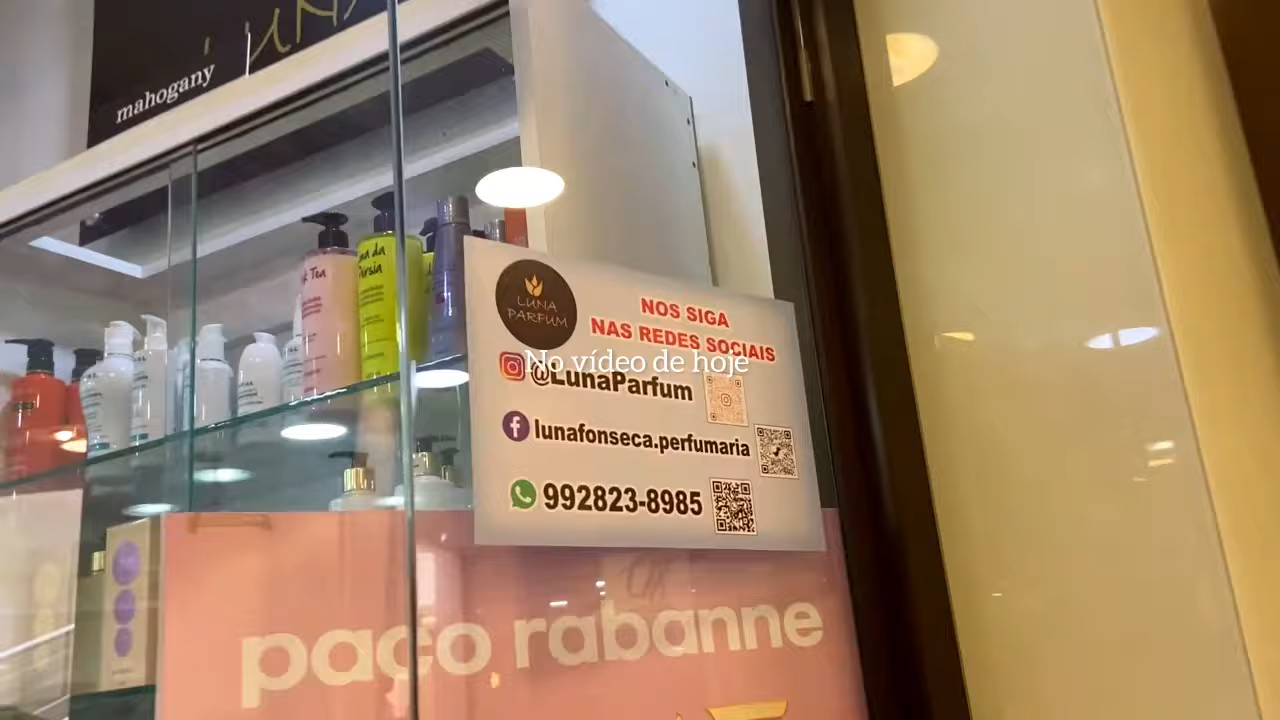 mahogany
LUNA
PARFUM
NOS SIGA
NAS REDES SOCIAIS
No vídeo de hoje
@LunaParfum
lunafonseca.perfumaria
992823-8985
paco rabanne